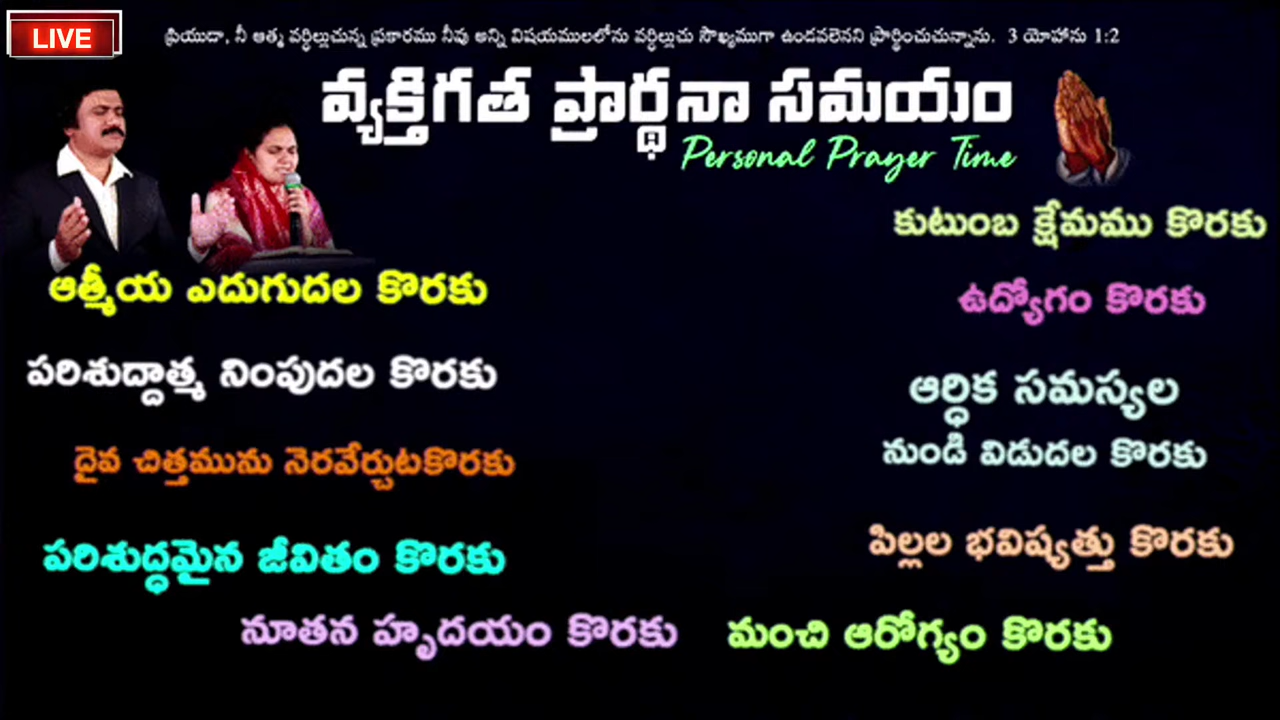 LIVE
ప్రియుడా, నీ ఆత్మ వర్ధిల్లుచున్న ప్రకారము నీవు అన్ని విషయములలోను వర్ధిల్లుచు సౌఖ్యముగా ఉండవలెనని ప్రార్థించుచున్నాను. 3 యోహాను 1:2
వ్యక్తిగత ప్రార్థనా సమయం
Personal Prayer Time
ఆత్మీయ ఎదుగుదల కొరకు
పరిశుద్దాత్మ నింపుదల కొరకు
దైవ చిత్తమును నెరవేర్చుటకొరకు
పరిశుద్ధమైన జీవితం కొరకు
నూతన హృదయం కొరకు
కుటుంబ క్షేమము కొరకు
ఉద్యోగం కొరకు
ఆర్ధిక సమస్యల
నుండి విడుదల కొరకు
పిల్లల భవిష్యత్తు కొరకు
మంచి ఆరోగ్యం కొరకు